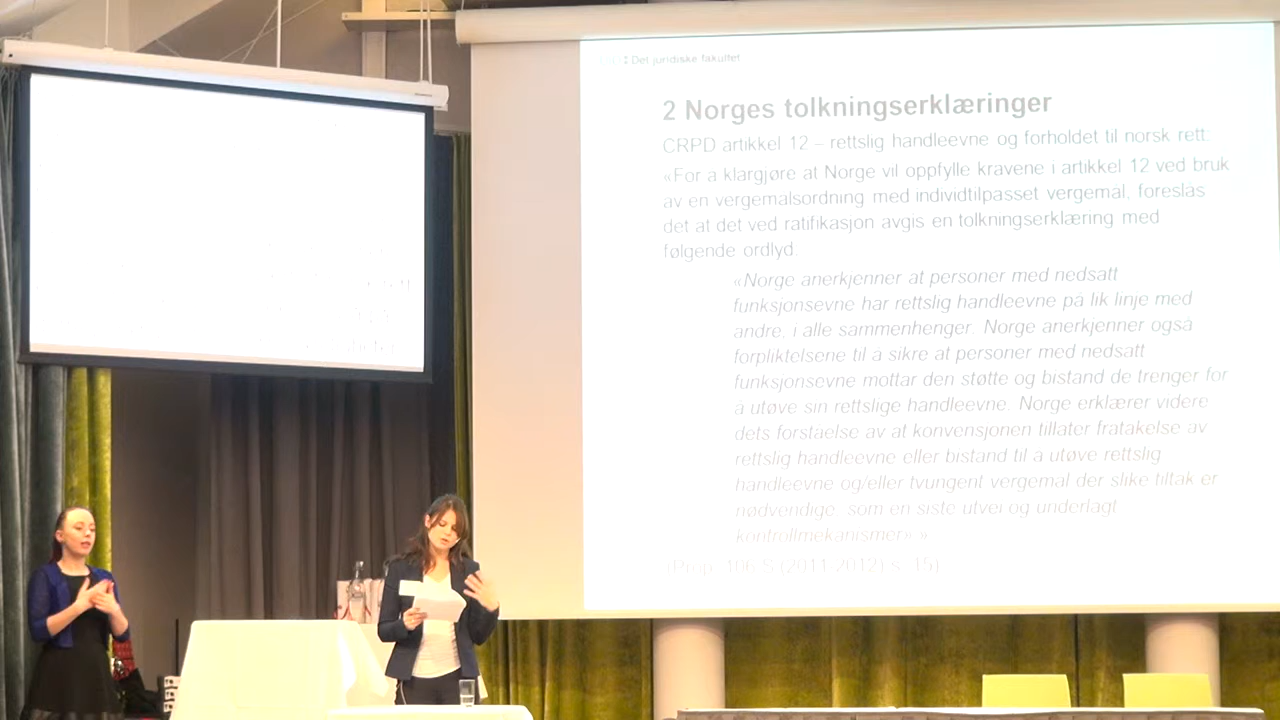 Det juridiske fakultet
2 Norges tolkningserklæringer
CRPD artikkel 12 – rettslig handleevne og forholdet til norsk rett:
«For å klargjøre at Norge vil oppfylle kravene i artikkel 12 ved bruk
av en vergemålsordning med individtilpasset vergemål, foreslås
det at det ved ratifikasjon avgis en tolkningserklæring med
følgende ordlyd:
«Norge anerkjenner at personer med nedsatt
funksjonsevne har rettslig handleevne på lik linje med
andre, i alle sammenhenger. Norge anerkjenner også
forpliktelsene til å sikre at personer med nedsatt
funksjonsevne mottar den støtte og bistand de trenger for
å utøve sin rettslige handleevne. Norge erklærer videre
dets forståelse av at konvensjonen tillater fratakelse av
rettslig handleevne eller bistand til å utøve rettslig
handleevne og/eller tvungent vergemål der slike tiltak er
nødvendige, som en siste utvei og underlagt
kontrollmekanismer».»
(Prop. 106 S (2011-2012) s. 15)